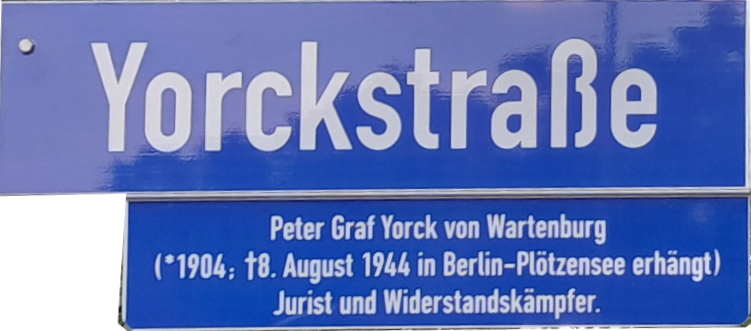 Yorckstraße
Peter Graf Yorck von Wartenburg
(*1904; †8. August 1944 in Berlin-Plötzensee erhängt)
Jurist und Widerstandskämpfer.